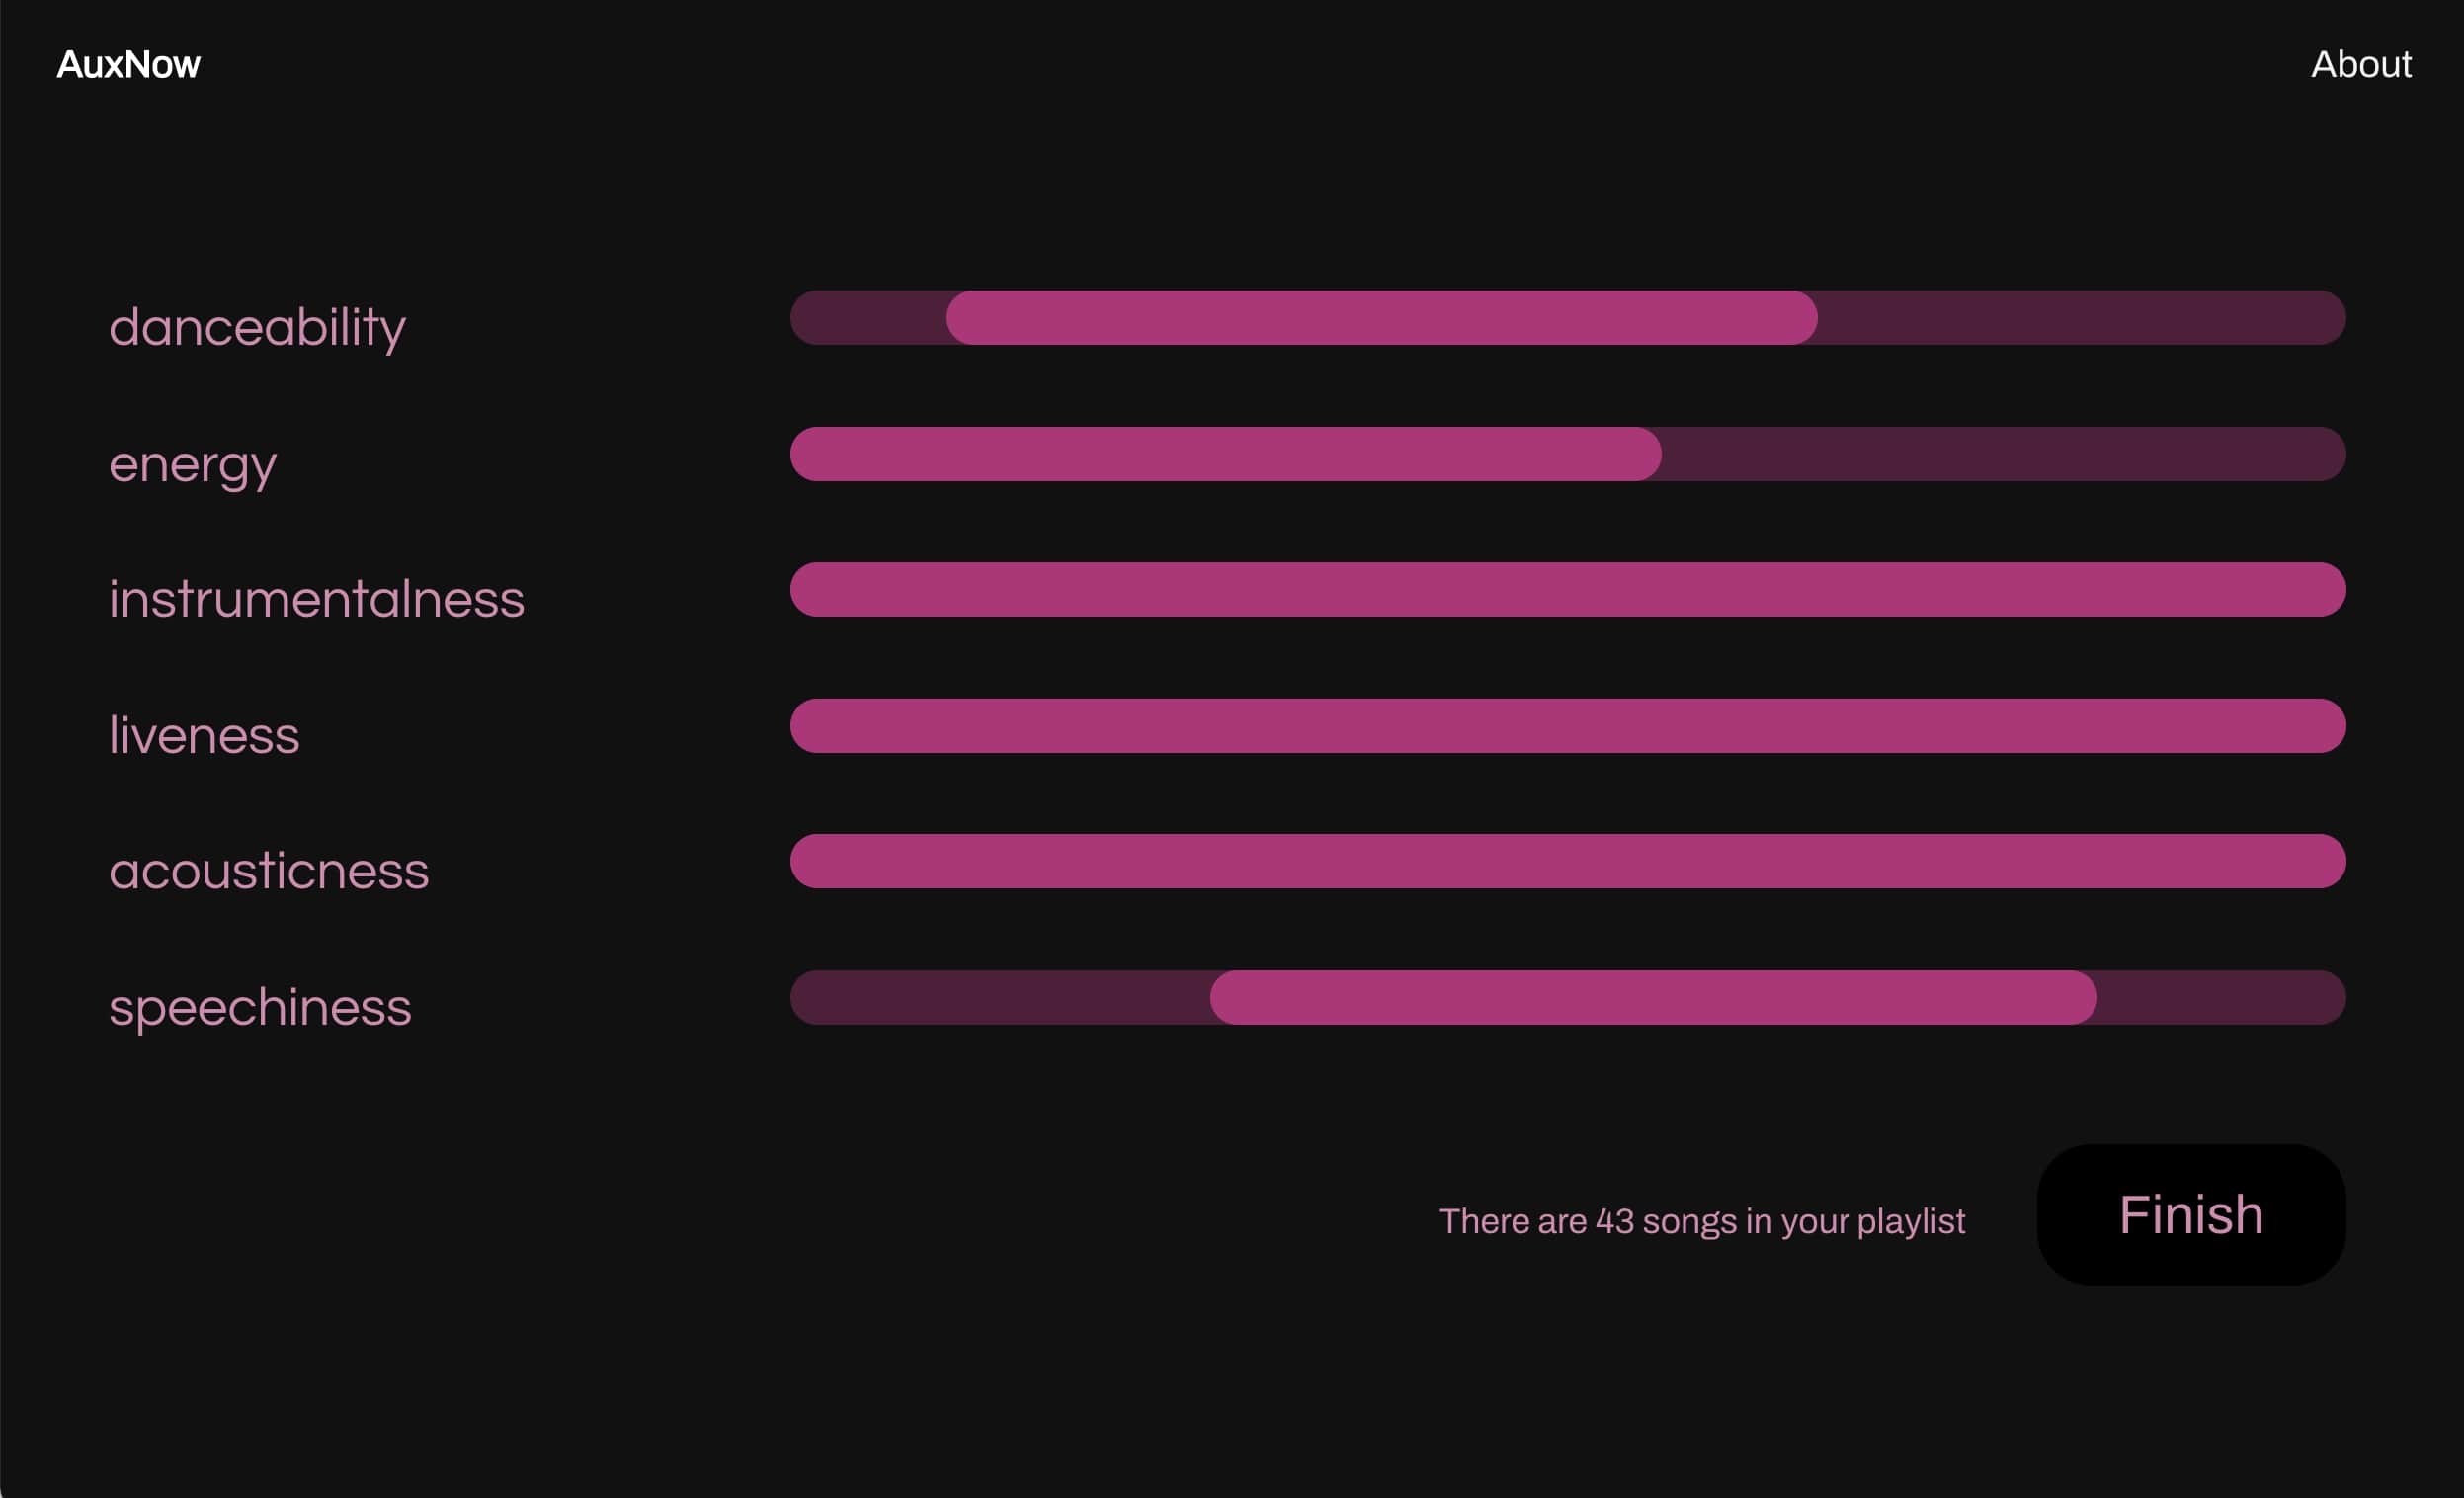 AuxNow
About
danceability
energy
instrumentalness
liveness
acousticness
speechiness
There are 43 songs in your playlist
Finish